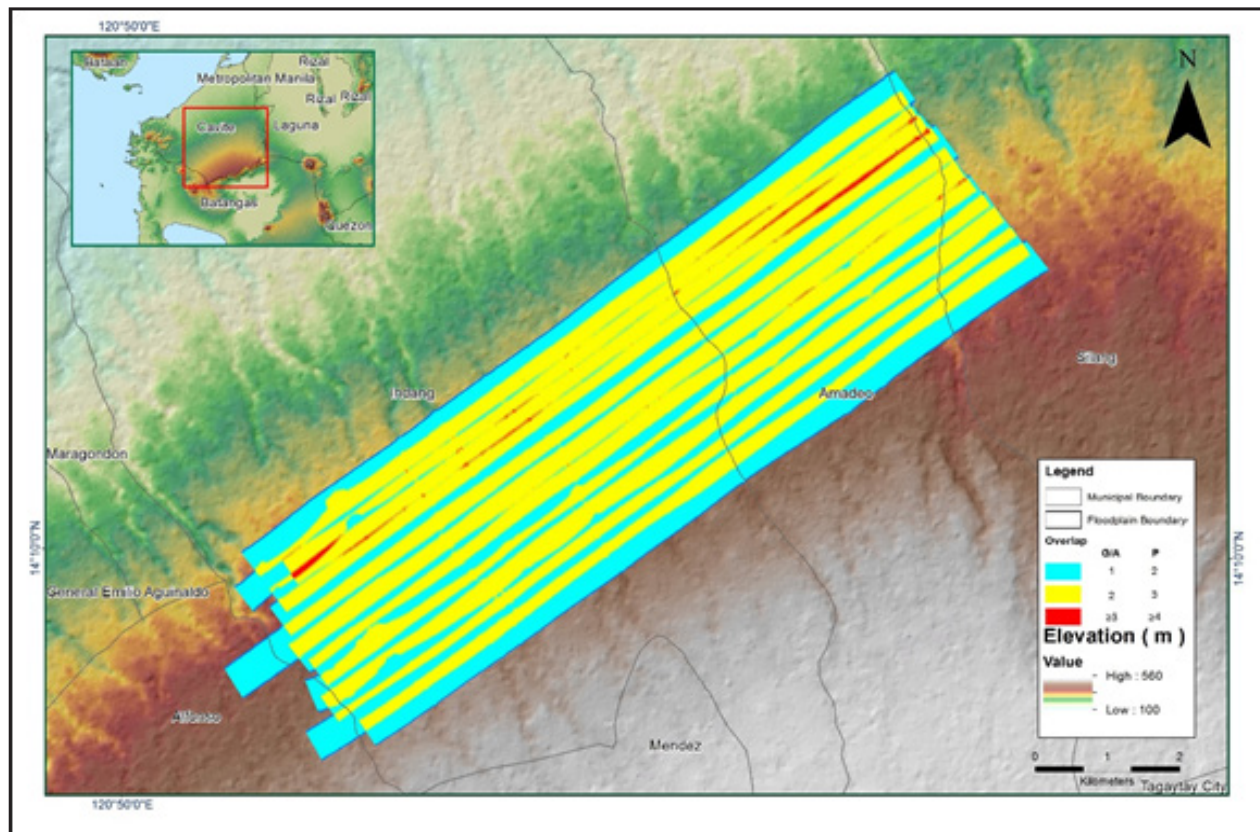 120°50'0"E
Bataan
Rizal
Metropolitan Manila
Rizal
Rizal
Cavite
Laguna
Batangas
Quezon
N
Silang
Indang
Amadeo
Maragondon
14°10'0"N
14°10'0"N
General Emilio Aguinaldo
Alfonso
Mendez
Legend
Municipal Boundary
Floodplain Boundary
Overlap
G/A P
1 2
2 3
≥3 ≥4
Elevation ( m )
Value
High : 560
Low : 100
0 1 2
Kilometers
Tagaytay City
120°50'0"E